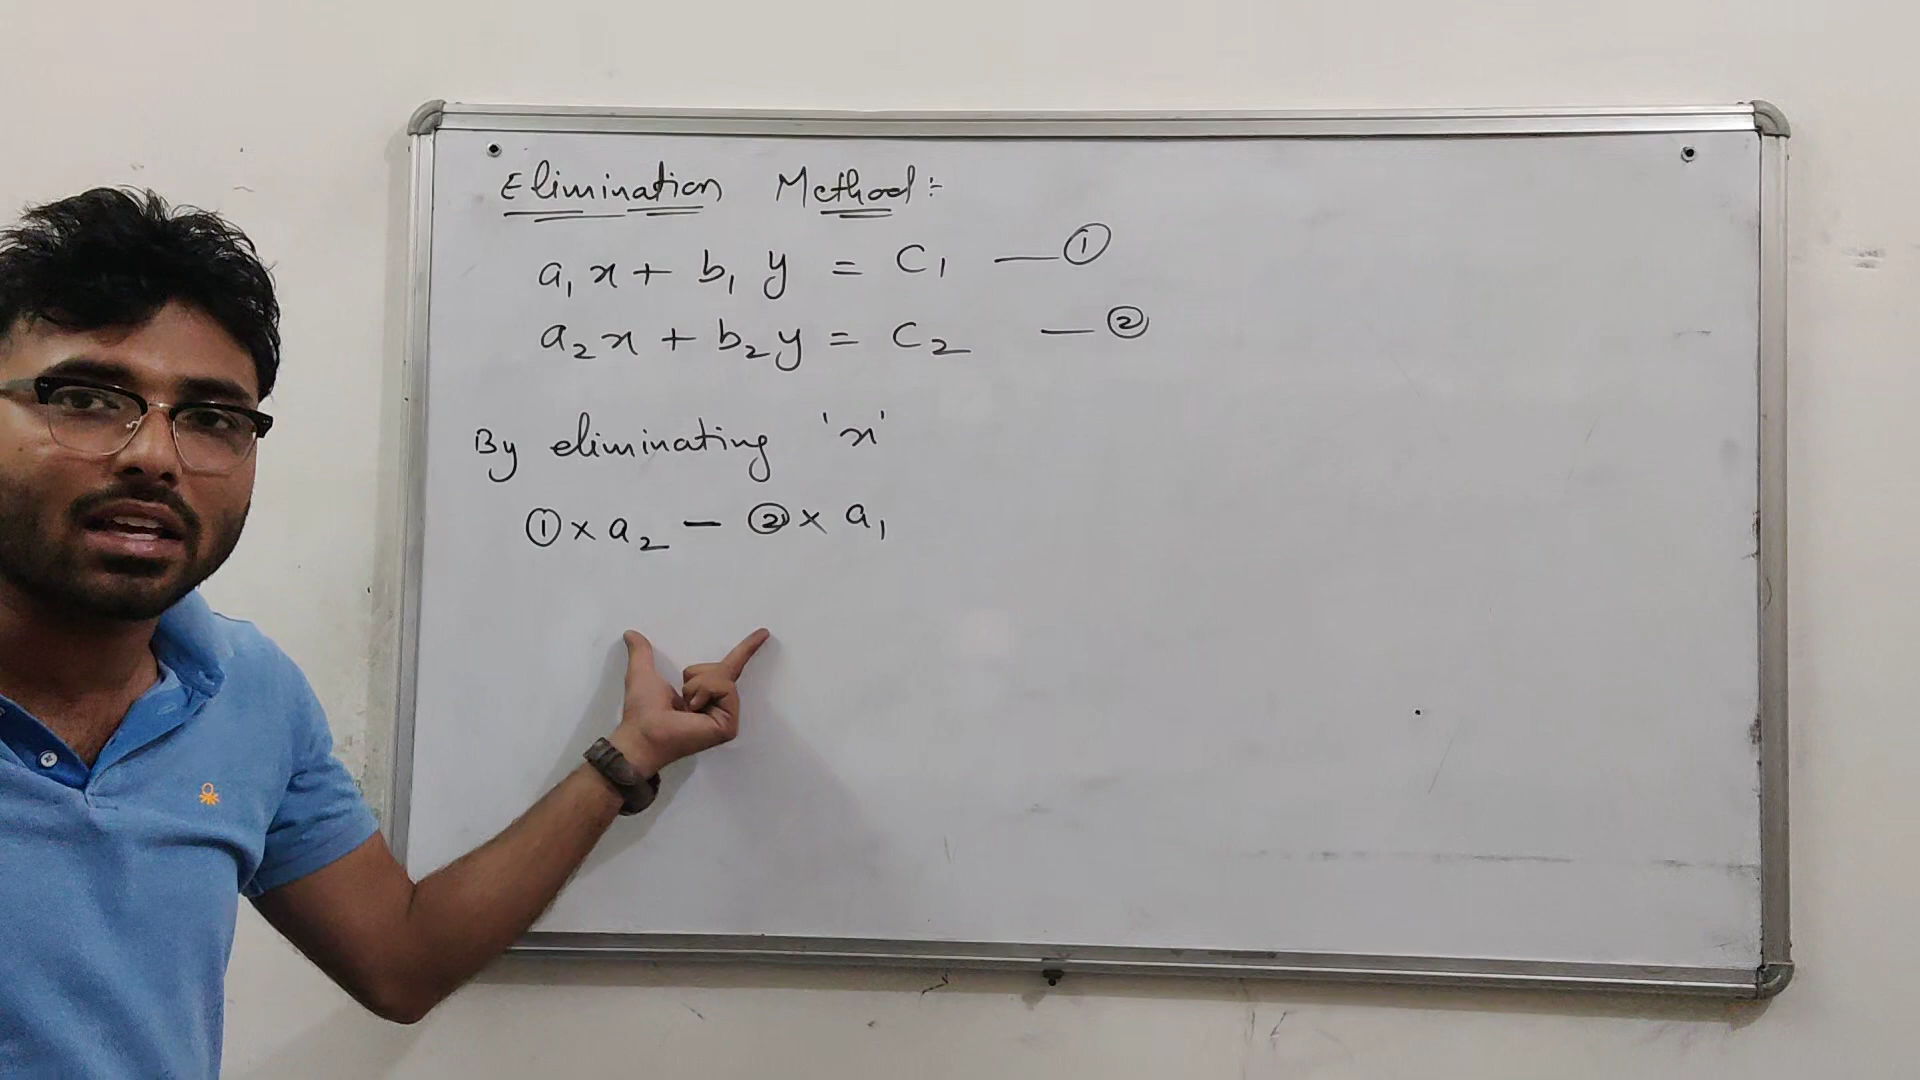 Elimination Method :-
a₁x + b₁y = C₁ — ①
a₂x + b₂y = C₂ — ②
By eliminating 'x'
① × a₂ — ② × a₁